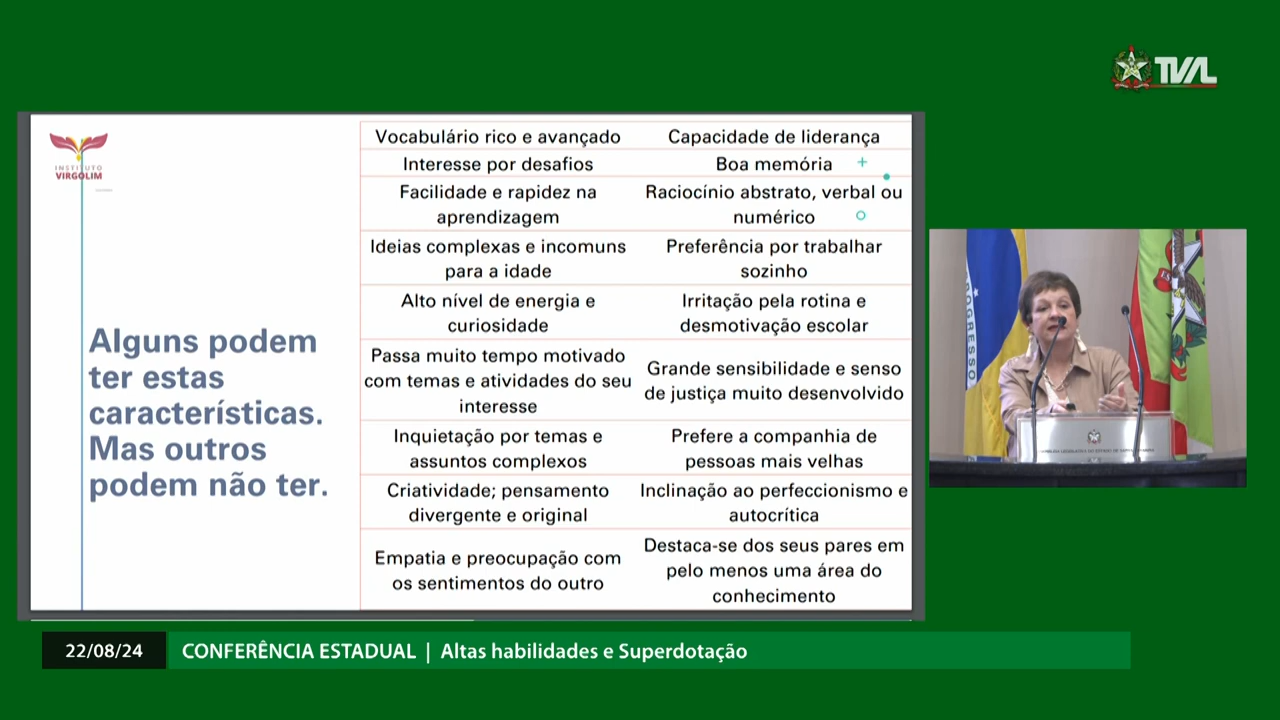 TVAL
INSTITUTO
VIRGOLIM
Alguns podem
ter estas
características.
Mas outros
podem não ter.
Vocabulário rico e avançado
Capacidade de liderança
Interesse por desafios
Boa memória
Facilidade e rapidez na
aprendizagem
Raciocínio abstrato, verbal ou
numérico
Ideias complexas e incomuns
para a idade
Preferência por trabalhar
sozinho
Alto nível de energia e
curiosidade
Irritação pela rotina e
desmotivação escolar
Passa muito tempo motivado
com temas e atividades do seu
interesse
Grande sensibilidade e senso
de justiça muito desenvolvido
Inquietação por temas e
assuntos complexos
Prefere a companhia de
pessoas mais velhas
Criatividade; pensamento
divergente e original
Inclinação ao perfeccionismo e
autocrítica
Empatia e preocupação com
os sentimentos do outro
Destaca-se dos seus pares em
pelo menos uma área do
conhecimento
PROGRESSO
22/08/24
CONFERÊNCIA ESTADUAL | Altas habilidades e Superdotação